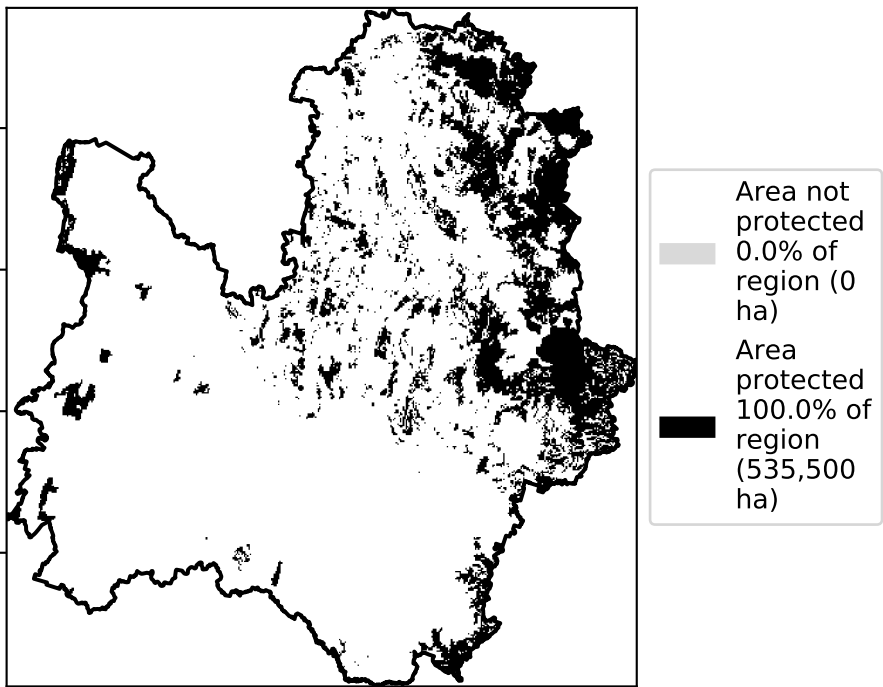 Area not
protected
0.0% of
region (0
ha)
Area
protected
100.0% of
region
(535,500
ha)